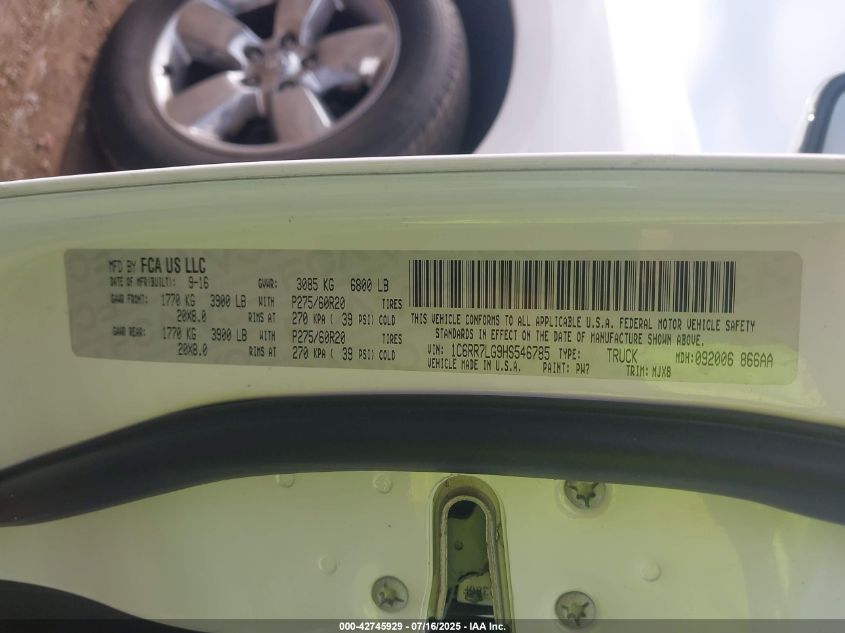 MFD BY FCA US LLC
DATE OF MFR(BUILT): 9-16 GVWR: 3085 KG 6800 LB
GAWR FRONT: 1770 KG 3900 LB WITH P275/60R20 TIRES
20X8.0 RIMS AT 270 KPA ( 39 PSI) COLD
GAWR REAR: 1770 KG 3900 LB WITH P275/60R20 TIRES
20X8.0 RIMS AT 270 KPA ( 39 PSI) COLD
THIS VEHICLE CONFORMS TO ALL APPLICABLE U.S.A. FEDERAL MOTOR VEHICLE SAFETY
STANDARDS IN EFFECT ON THE DATE OF MANUFACTURE SHOWN ABOVE.
VIN: 1C6RR7LG9HS546785 TYPE: TRUCK MDH: 092006 866AA
VEHICLE MADE IN U.S.A. PAINT: PW7 TRIM: MJX8
000-42745929 - 07/16/2025 - IAA Inc.